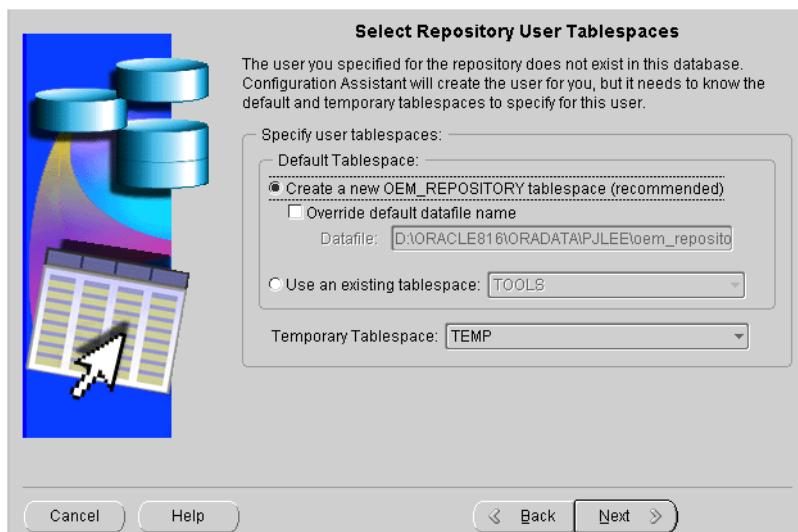 Select Repository User Tablespaces
The user you specified for the repository does not exist in this database.
Configuration Assistant will create the user for you, but it needs to know the
default and temporary tablespaces to specify for this user.
Specify user tablespaces:
Default Tablespace:
Create a new OEM_REPOSITORY tablespace (recommended)
Override default datafile name
Datafile: D:\ORACLE816\ORADATA\PJLEE\oem_reposito
Use an existing tablespace: TOOLS
Temporary Tablespace: TEMP
Cancel Help Back Next